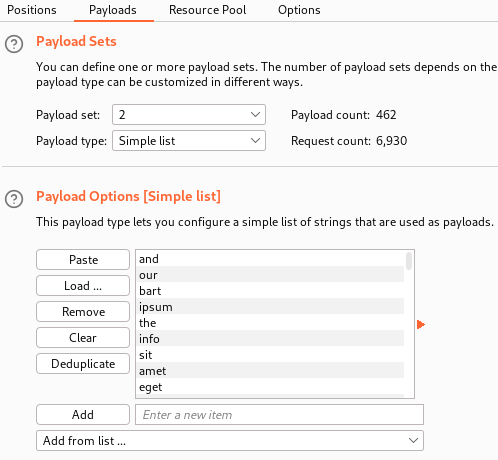 Positions Payloads Resource Pool Options
Payload Sets
You can define one or more payload sets. The number of payload sets depends on the
payload type can be customized in different ways.
Payload set: 2 Payload count: 462
Payload type: Simple list Request count: 6,930
Payload Options [Simple list]
This payload type lets you configure a simple list of strings that are used as payloads.
Paste
Load ...
Remove
Clear
Deduplicate
and
our
bart
ipsum
the
info
sit
amet
eget
Add Enter a new item
Add from list ...